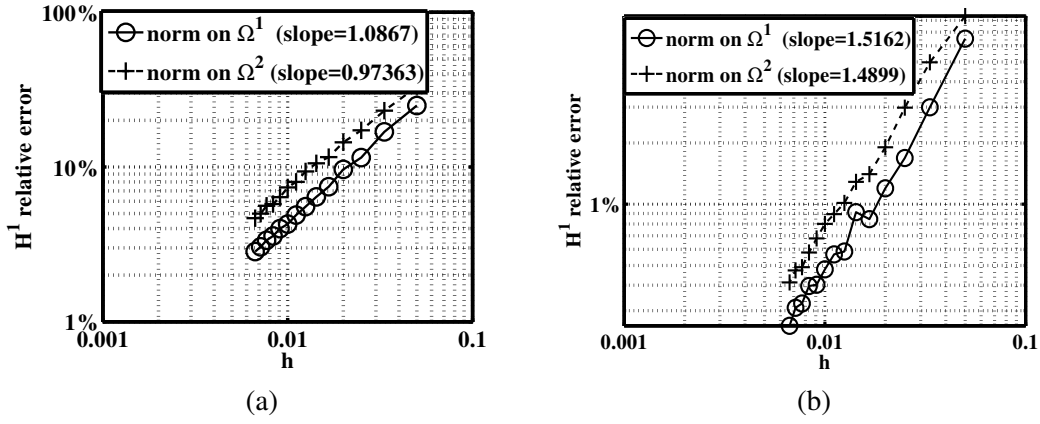 100%
norm on Ω¹ (slope=1.0867)
norm on Ω² (slope=0.97363)
10%
1%
H¹ relative error
0.001
0.01
0.1
h
(a)
norm on Ω¹ (slope=1.5162)
norm on Ω² (slope=1.4899)
1%
H¹ relative error
0.001
0.01
0.1
h
(b)